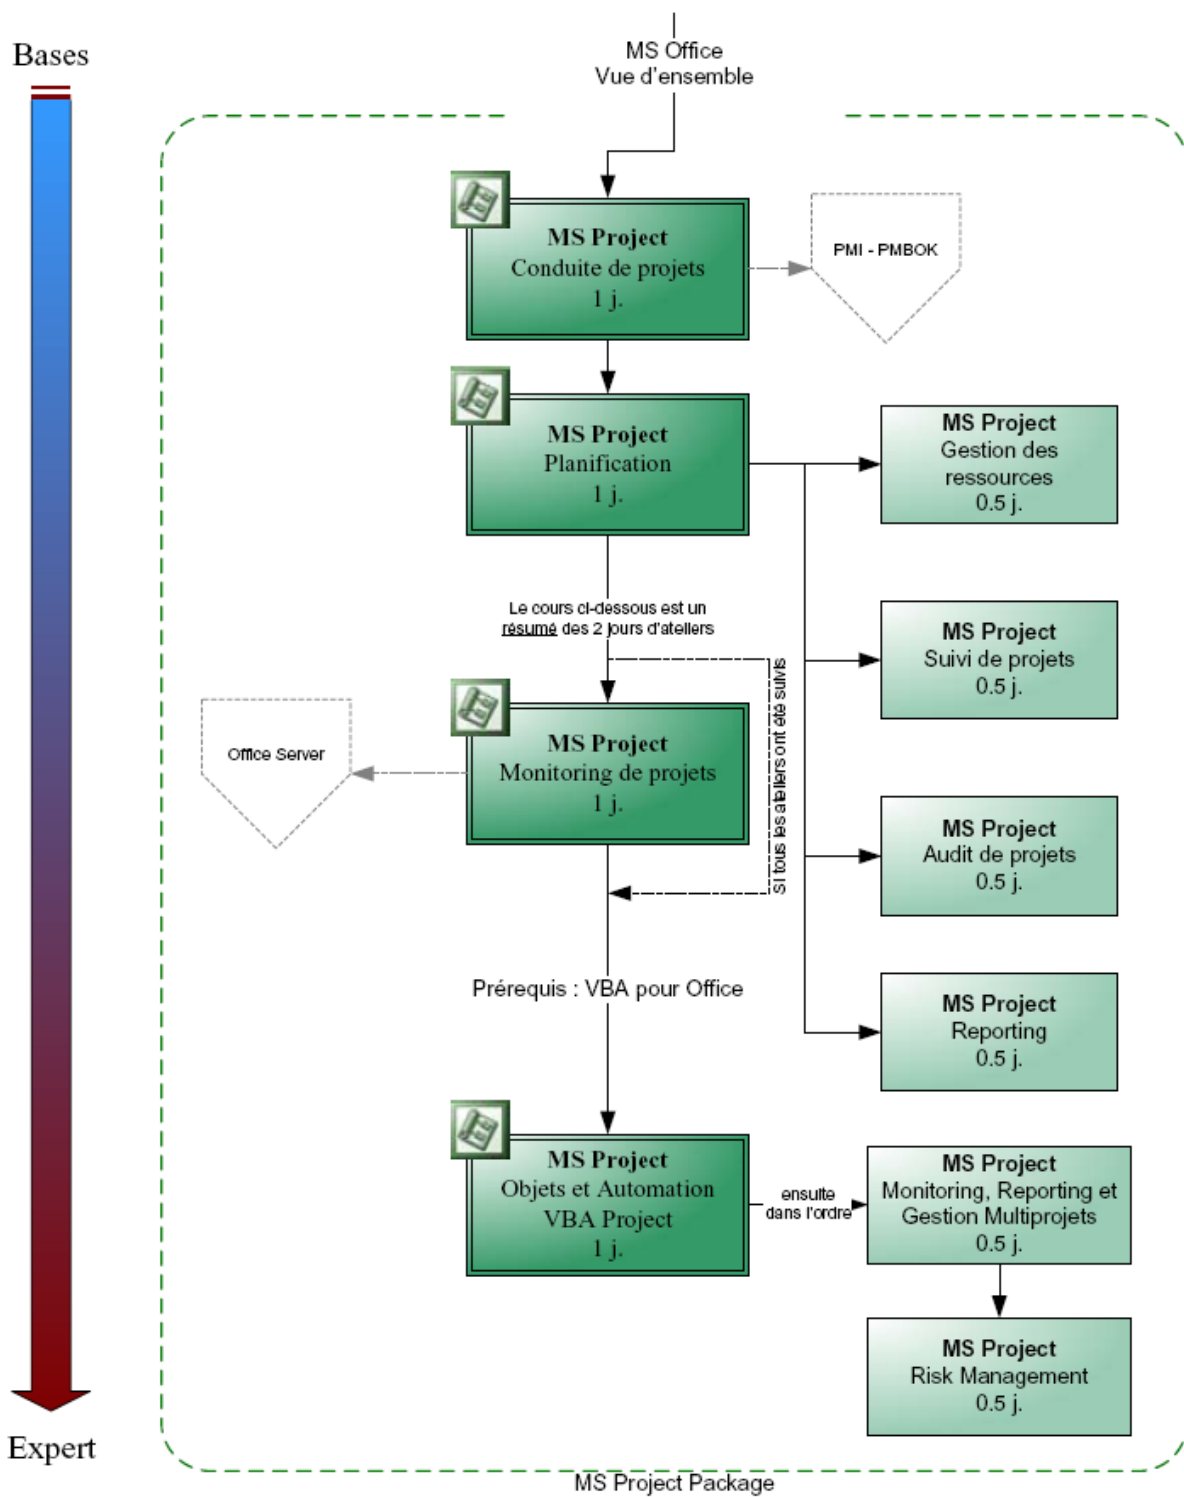 Bases
MS Office
Vue d'ensemble
MS Project
Conduite de projets
1 j.
PMI - PMBOK
MS Project
Planification
1 j.
MS Project
Gestion des
ressources
0.5 j.
Le cours ci-dessous est un
résumé des 2 jours d'ateliers
MS Project
Suivi de projets
0.5 j.
Si tous les ateliers ont été suivis
Office Server
MS Project
Monitoring de projets
1 j.
MS Project
Audit de projets
0.5 j.
Prérequis : VBA pour Office
MS Project
Reporting
0.5 j.
MS Project
Objets et Automation
VBA Project
1 j.
ensuite
dans l'ordre
MS Project
Monitoring, Reporting et
Gestion Multiprojets
0.5 j.
MS Project
Risk Management
0.5 j.
Expert
MS Project Package